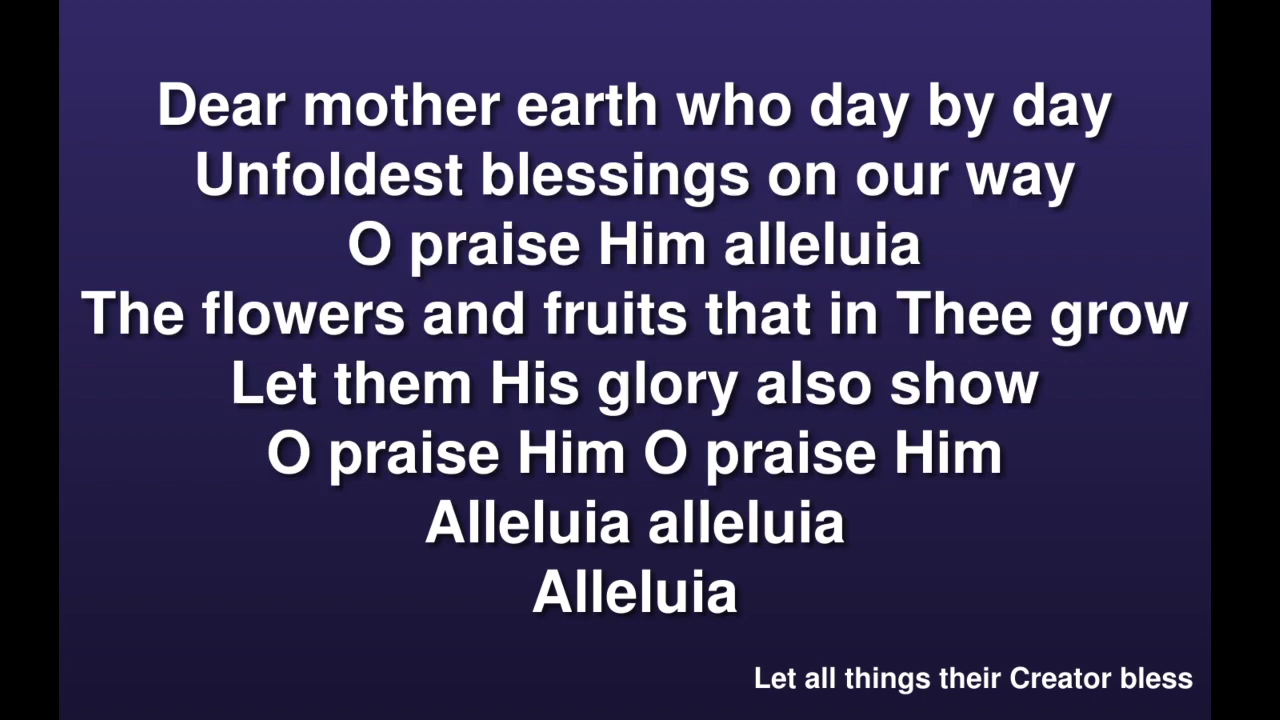 Dear mother earth who day by day
Unfoldest blessings on our way
O praise Him alleluia
The flowers and fruits that in Thee grow
Let them His glory also show
O praise Him O praise Him
Alleluia alleluia
Alleluia
Let all things their Creator bless